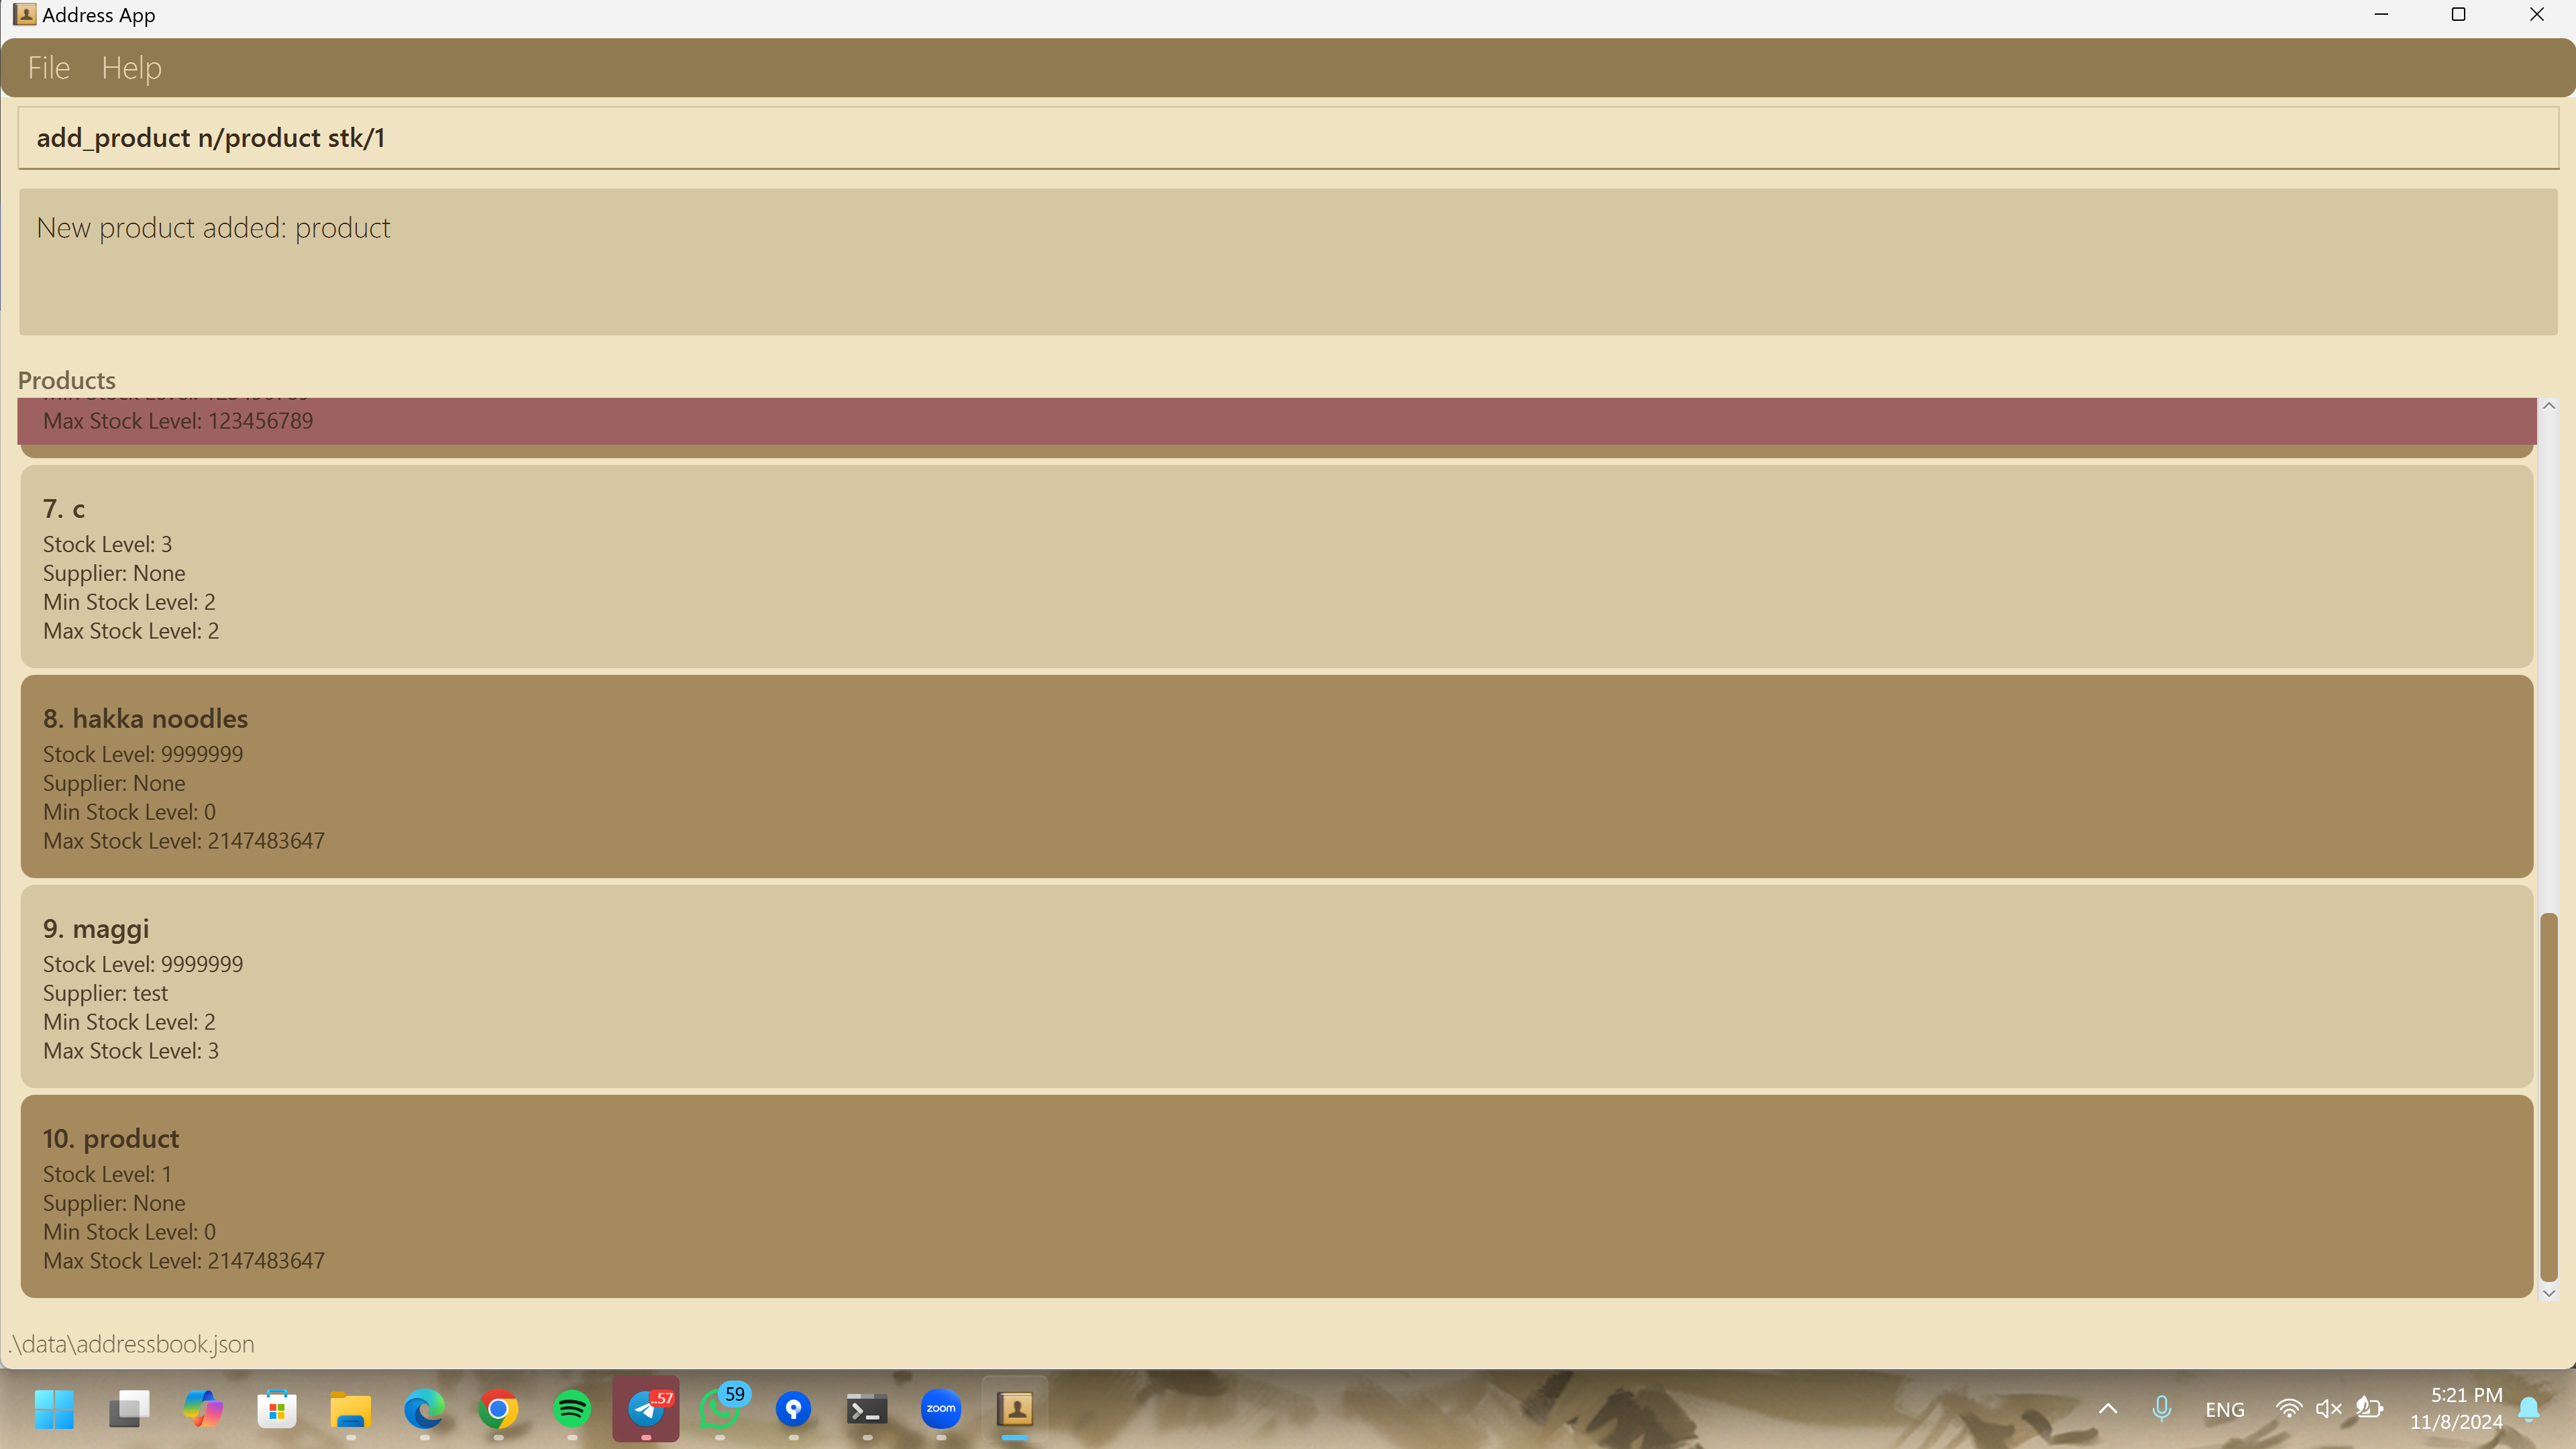 Address App
File Help
add_product n/product stk/1
New product added: product
Products
Max Stock Level: 123456789
7. c
Stock Level: 3
Supplier: None
Min Stock Level: 2
Max Stock Level: 2
8. hakka noodles
Stock Level: 9999999
Supplier: None
Min Stock Level: 0
Max Stock Level: 2147483647
9. maggi
Stock Level: 9999999
Supplier: test
Min Stock Level: 2
Max Stock Level: 3
10. product
Stock Level: 1
Supplier: None
Min Stock Level: 0
Max Stock Level: 2147483647
.\data\addressbook.json
..57
59
zoom
ENG
5:21 PM
11/8/2024